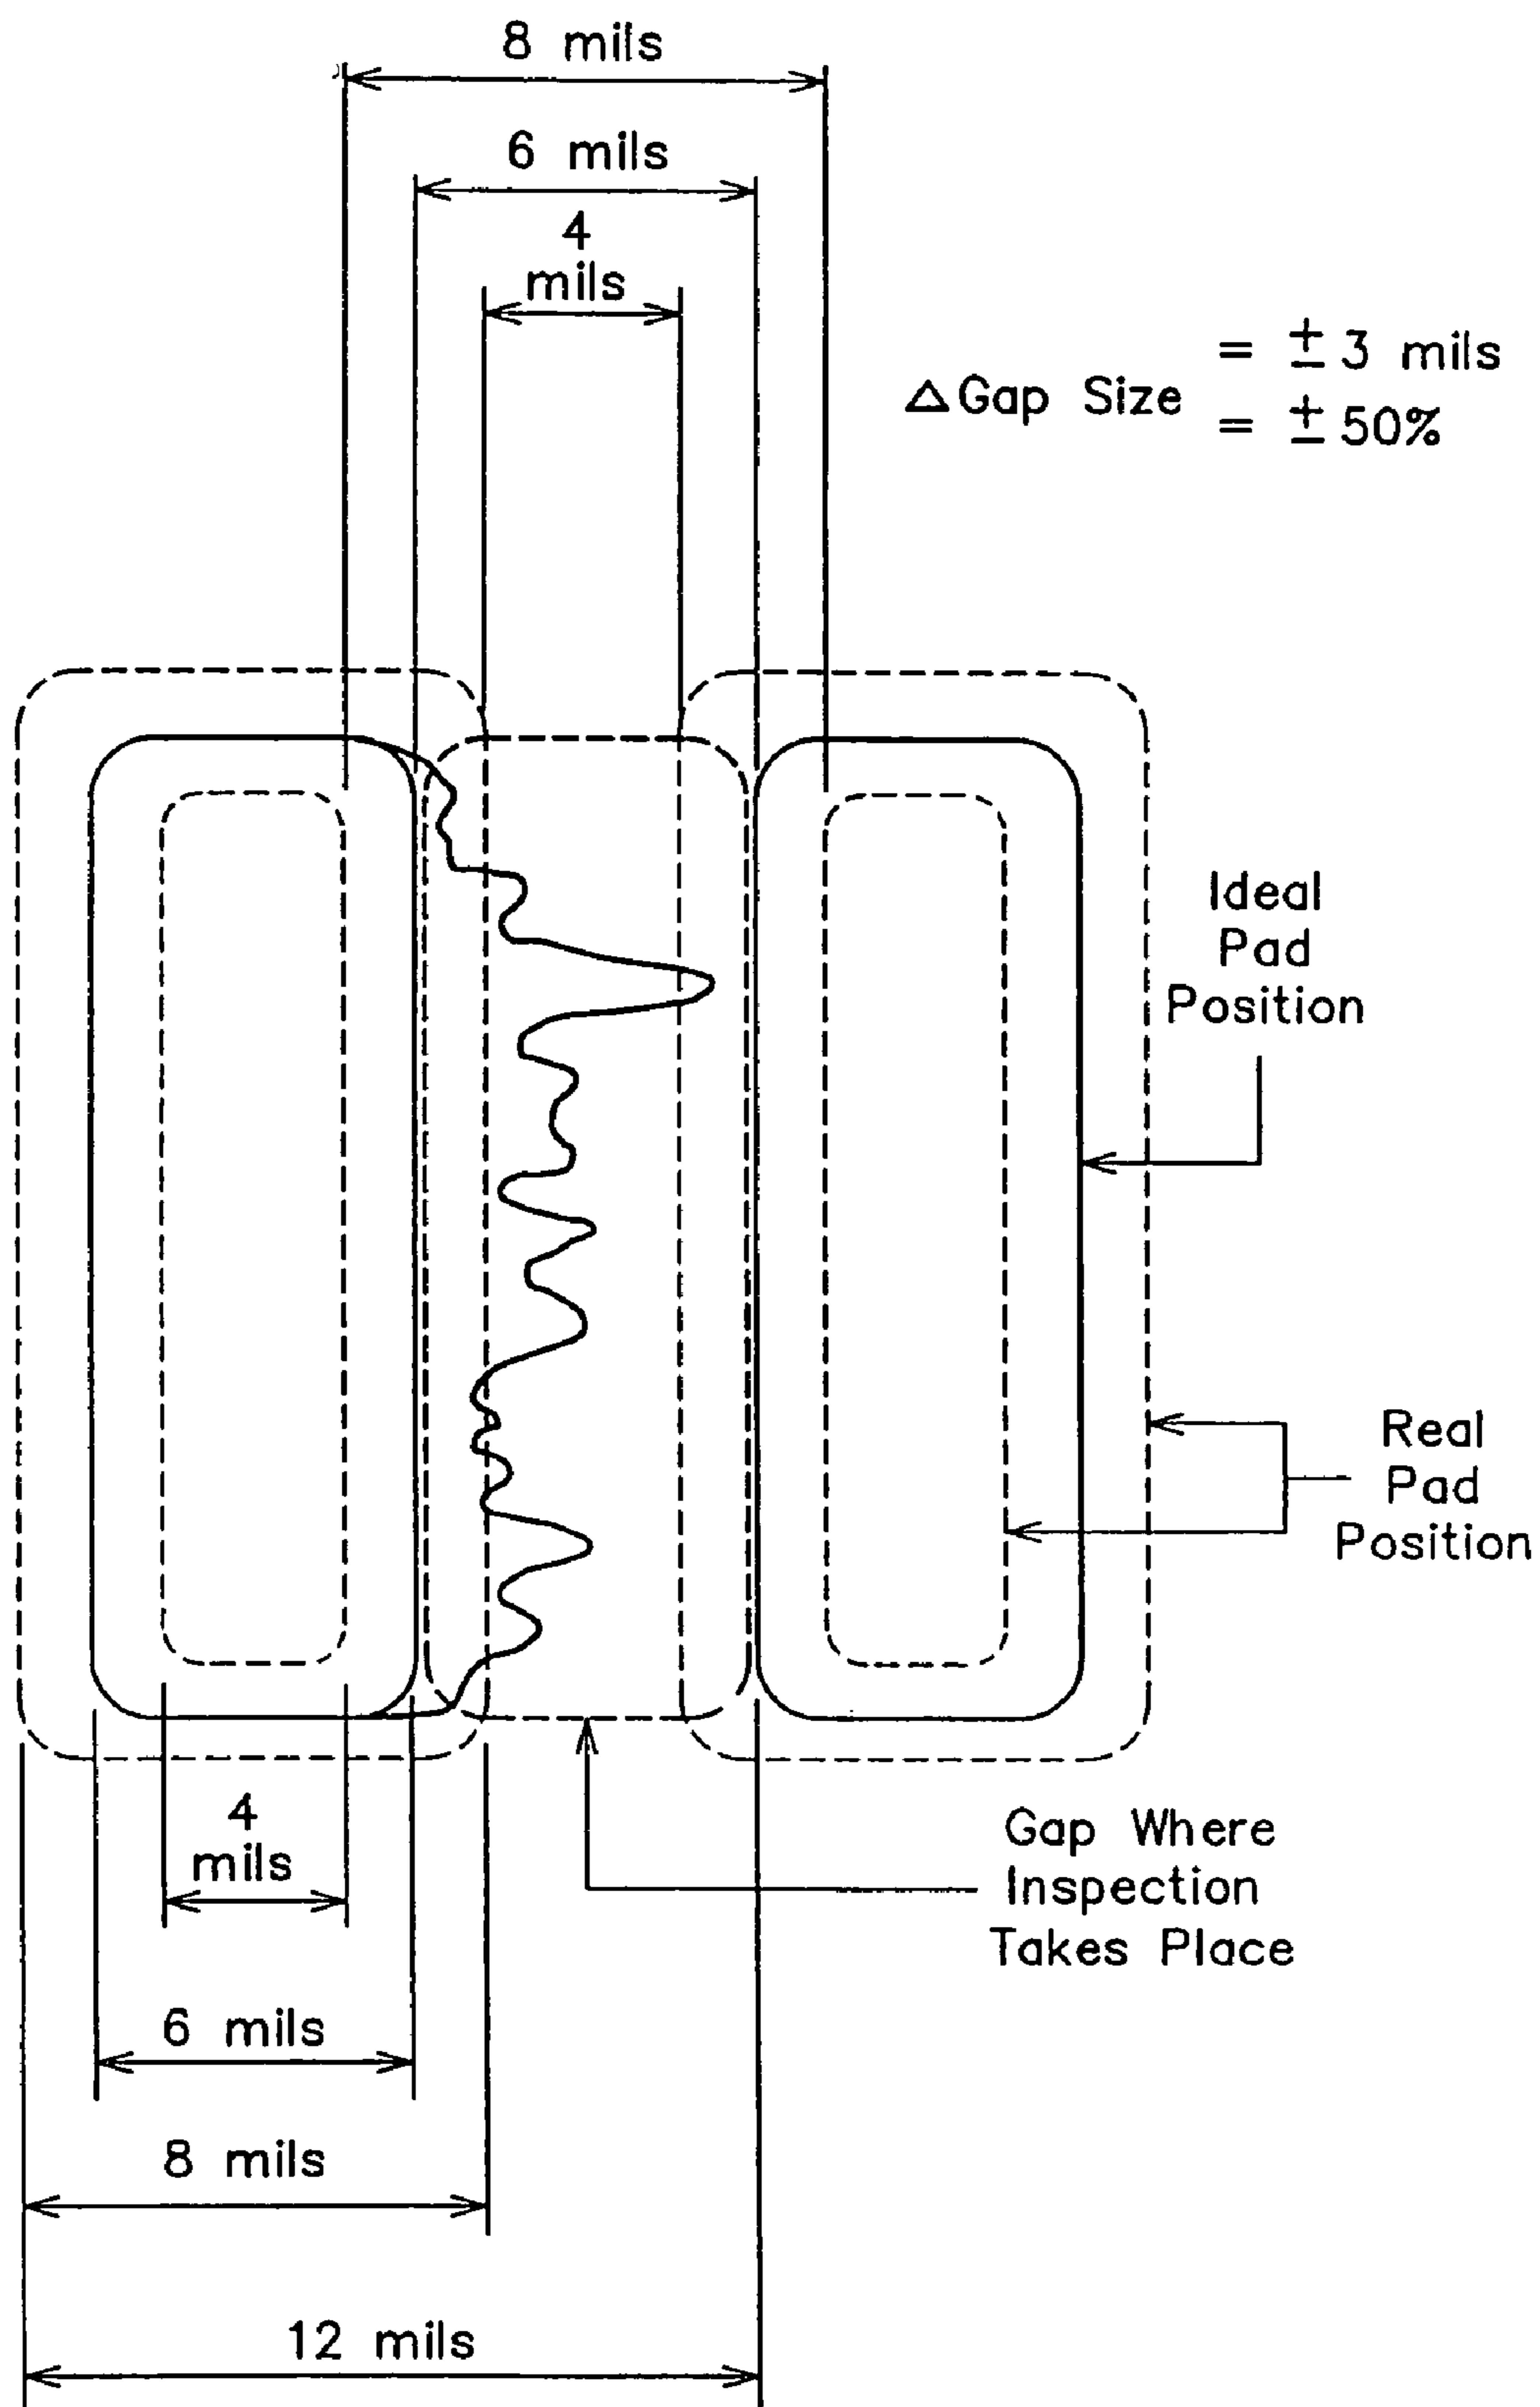 8 mils
6 mils
4
mils
= ± 3 mils
△Gap Size
= ± 50%
Ideal
Pad
Position
Real
Pad
Position
Gap Where
Inspection
Takes Place
4
mils
6 mils
8 mils
12 mils